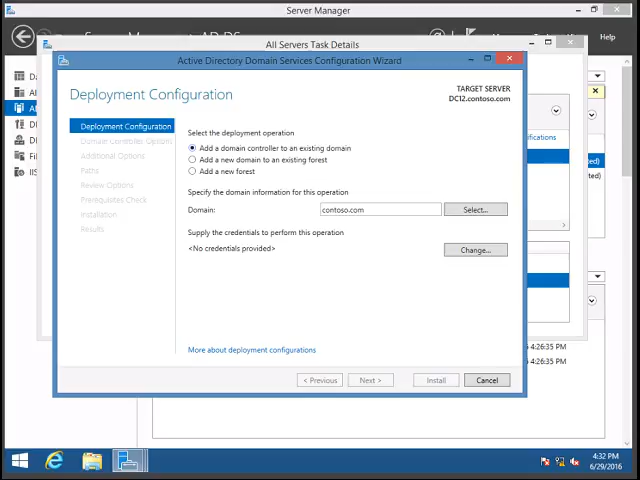 Server Manager
Help
All Servers Task Details
Active Directory Domain Services Configuration Wizard
Deployment Configuration
TARGET SERVER
DC12.contoso.com
Deployment Configuration
Domain Controller Options
Additional Options
Paths
Review Options
Prerequisites Check
Installation
Results
Select the deployment operation
Add a domain controller to an existing domain
Add a new domain to an existing forest
Add a new forest
Specify the domain information for this operation
Domain:
contoso.com
Select...
Supply the credentials to perform this operation
<No credentials provided>
Change...
More about deployment configurations
< Previous
Next >
Install
Cancel
4:26:35 PM
4:26:35 PM
4:32 PM
6/29/2016